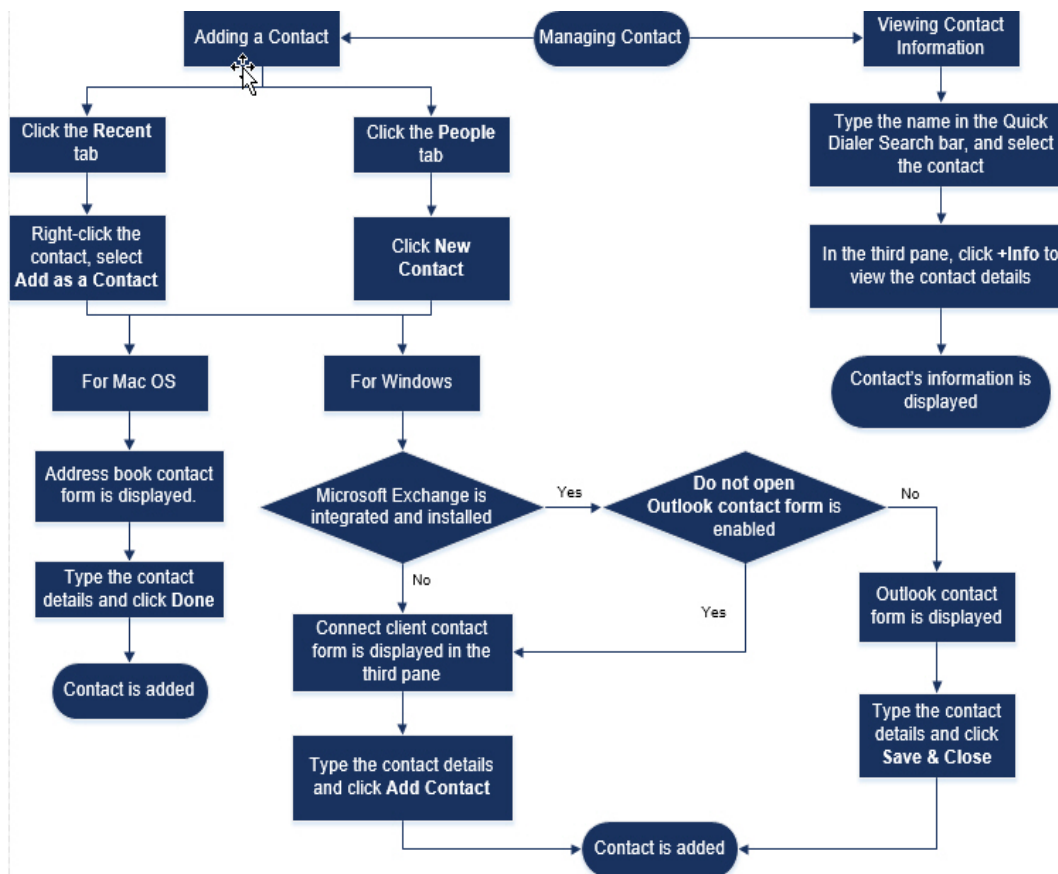 Adding a Contact
Managing Contact
Viewing Contact
Information
Click the Recent
tab
Click the People
tab
Type the name in the Quick
Dialer Search bar, and select
the contact
Right-click the
contact, select
Add as a Contact
Click New
Contact
In the third pane, click +Info to
view the contact details
For Mac OS
For Windows
Contact's information is
displayed
Address book contact
form is displayed.
Microsoft Exchange is
integrated and installed
Yes
Do not open
Outlook contact form is
enabled
No
Type the contact
details and click Done
No
Yes
Outlook contact
form is displayed
Connect client contact
form is displayed in the
third pane
Contact is added
Type the contact
details and click
Save & Close
Type the contact details
and click Add Contact
Contact is added